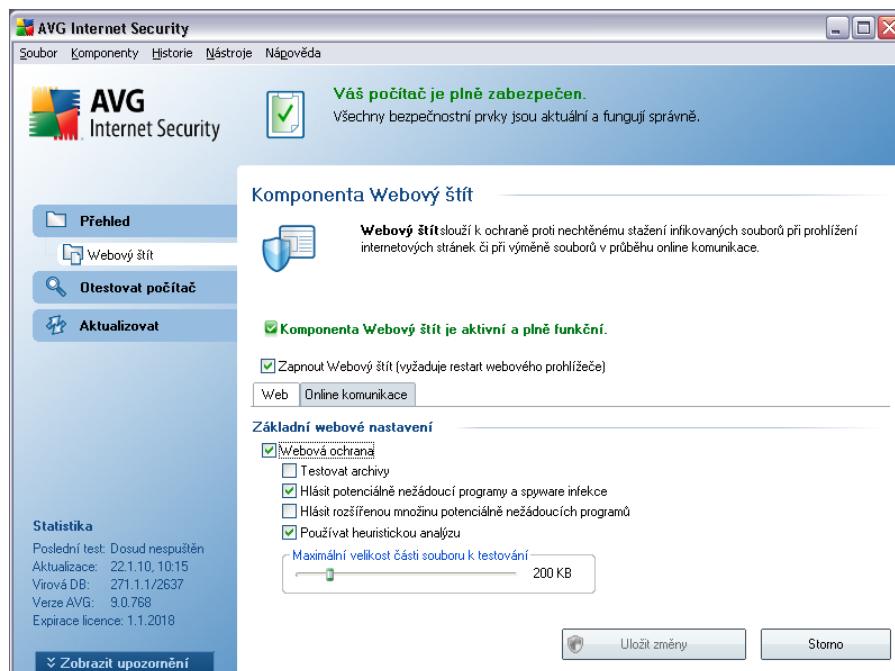 AVG Internet Security
Soubor Komponenty Historie Nástroje Nápověda
AVG
Internet Security
Váš počítač je plně zabezpečen.
Všechny bezpečnostní prvky jsou aktuální a fungují správně.
Přehled
Webový štít
Otestovat počítač
Aktualizovat
Komponenta Webový štít
Webový štít slouží k ochraně proti nechtěnému stažení infikovaných souborů při prohlížení
internetových stránek či při výměně souborů v průběhu online komunikace.
Komponenta Webový štít je aktivní a plně funkční.
Zapnout Webový štít (vyžaduje restart webového prohlížeče)
Web Online komunikace
Základní webové nastavení
Webová ochrana
Testovat archivy
Hlásit potenciálně nežádoucí programy a spyware infekce
Hlásit rozšířenou množinu potenciálně nežádoucích programů
Používat heuristickou analýzu
Maximální velikost části souboru k testování
200 KB
Statistika
Poslední test: Dosud nespuštěn
Aktualizace: 22.1.10, 10:15
Virová DB: 271.1.1/2637
Verze AVG: 9.0.768
Expirace licence: 1.1.2018
Zobrazit upozornění
Uložit změny Storno